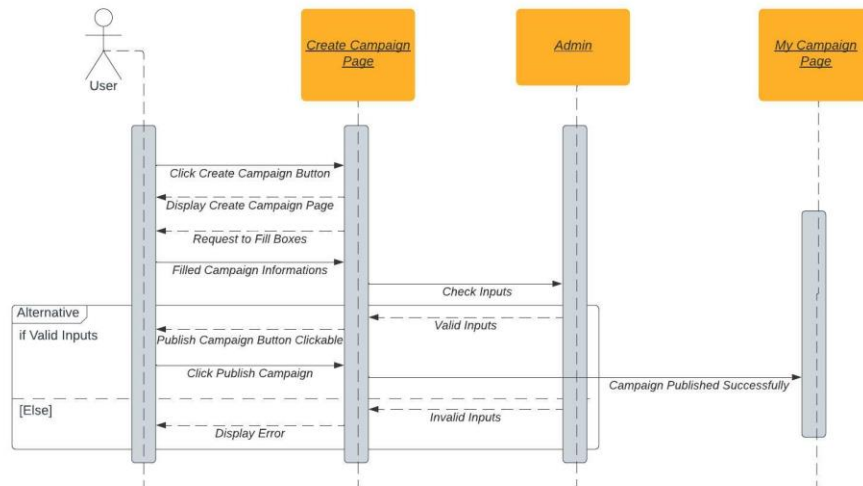 Create Campaign
Page
Admin
My Campaign
Page
User
Click Create Campaign Button
Display Create Campaign Page
Request to Fill Boxes
Filled Campaign Informations
Check Inputs
Alternative
Valid Inputs
if Valid Inputs
Publish Campaign Button Clickable
Click Publish Campaign
Campaign Published Successfully
[Else]
Invalid Inputs
Display Error